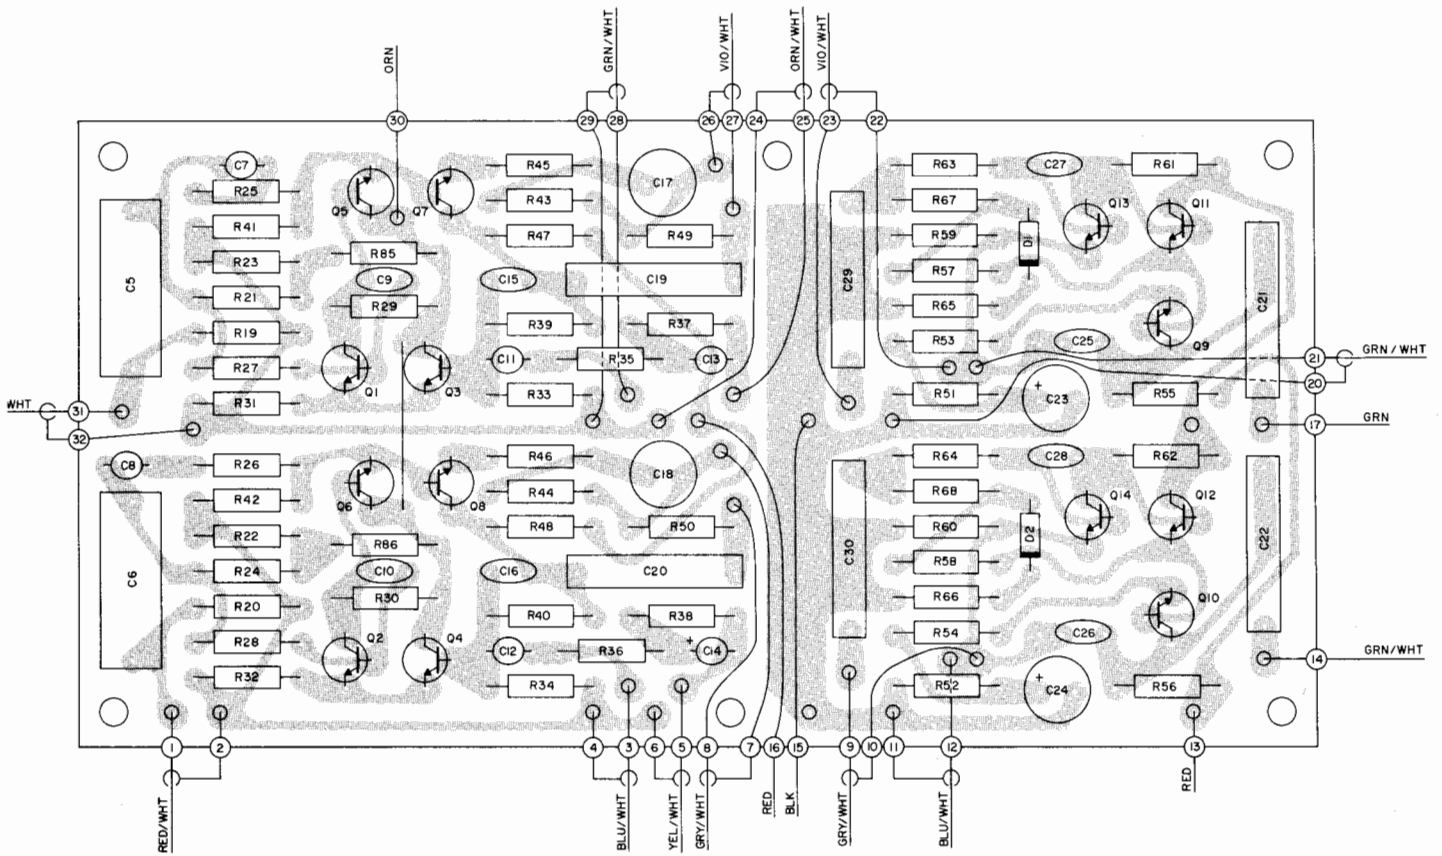 ORN
GRN/WHT
VIO/WHT
ORN/WHT
VIO/WHT
30
29
28
26
27
24
25
23
22
C7
R25
R41
R23
R21
R19
R27
R31
C5
Q5
Q7
R85
C9
R29
Q1
Q3
R45
R43
R47
C15
R39
C11
R33
C17
R49
C19
R37
R35
C13
C29
R63
R67
R59
R57
R65
R53
R51
C27
R61
D1
Q13
Q11
C21
Q9
C25
+
C23
R55
21
GRN/WHT
20
17
GRN
WHT
31
32
C8
R26
R42
R22
R24
R20
R28
R32
C6
Q6
Q8
R86
C10
R30
Q2
Q4
R46
R44
R48
C16
R40
C12
R34
C18
R50
C20
R38
R36
+
C14
C30
R64
R68
R60
R58
R66
R54
R52
C28
R62
D2
Q14
Q12
C22
Q10
C26
+
C24
R56
14
GRN/WHT
1
2
4
3
6
5
8
7
16
15
9
10
11
12
13
RED/WHT
BLU/WHT
YEL/WHT
GRY/WHT
RED
BLK
GRY/WHT
BLU/WHT
RED